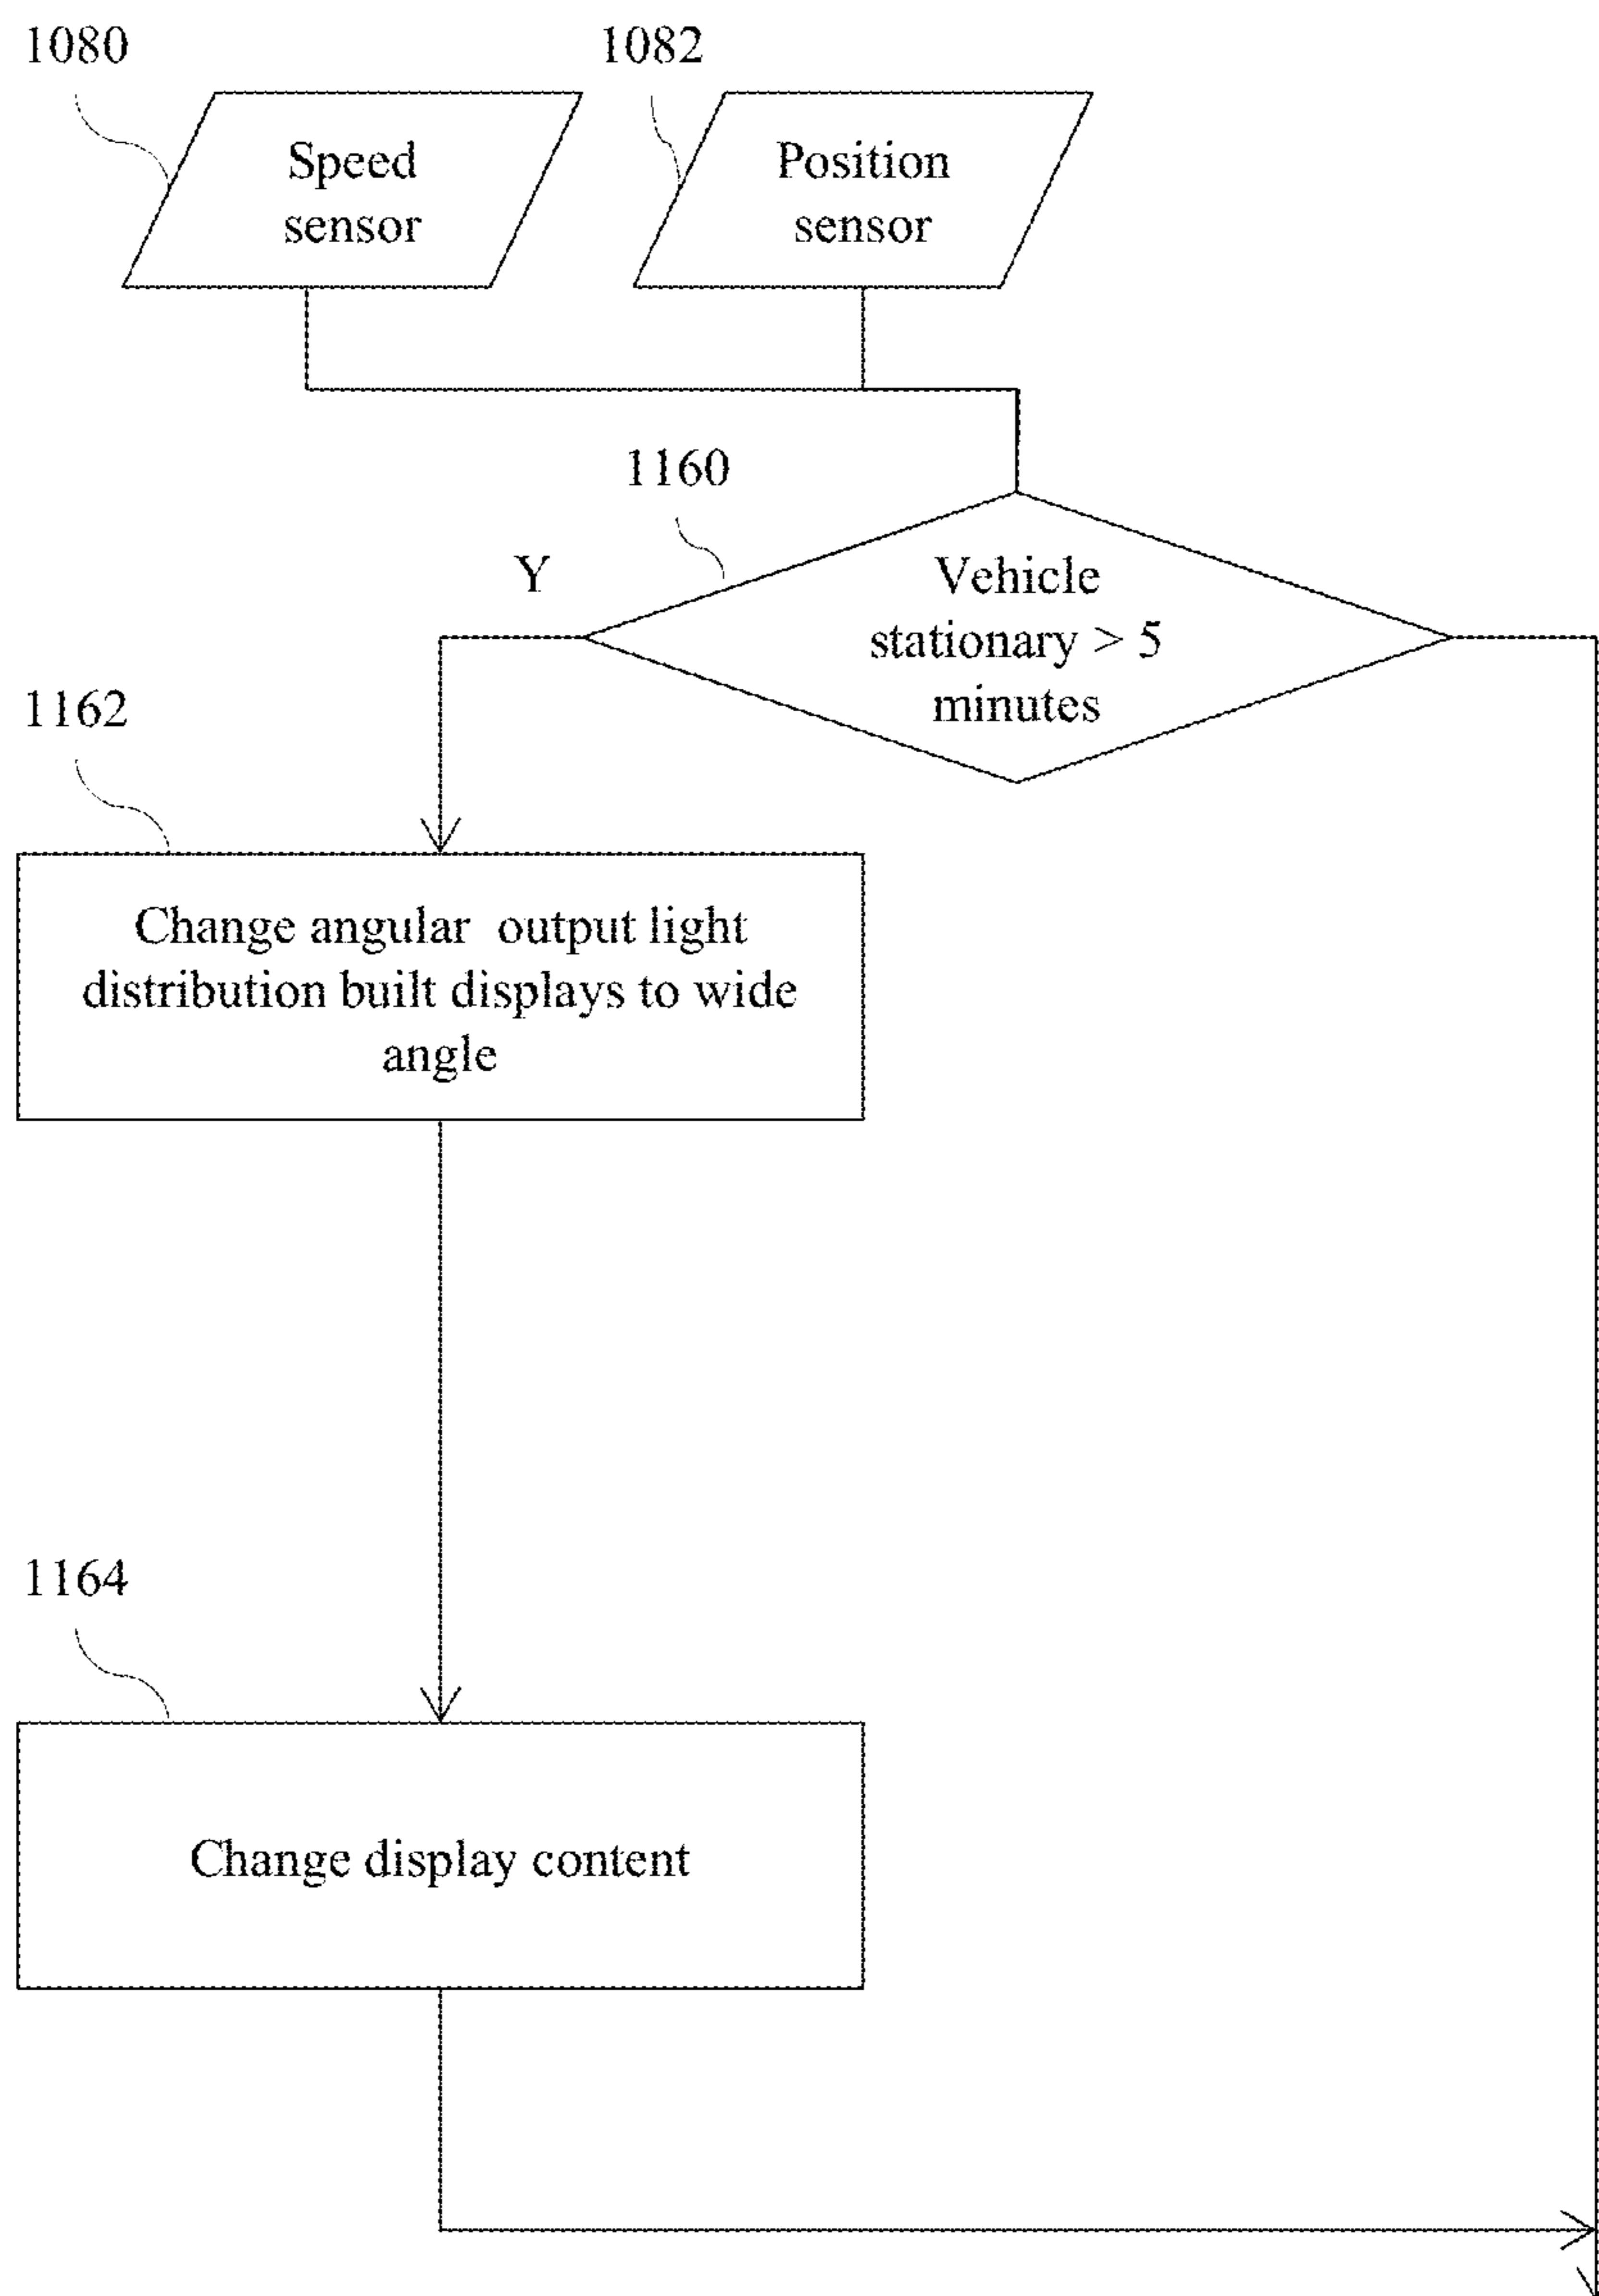 1080
1082
Speed
sensor
Position
sensor
1160
Y
Vehicle
stationary > 5
minutes
1162
Change angular output light
distribution built displays to wide
angle
1164
Change display content